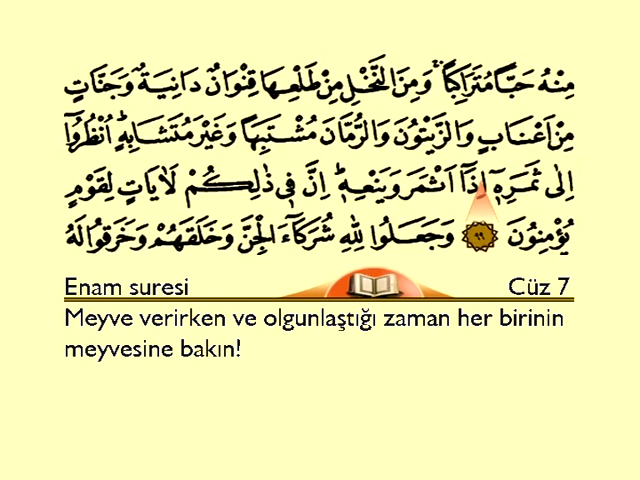 مِنْهُ حَبًّا مُتَرَاكِبًاۚ وَمِنَ النَّخْلِ مِنْ طَلْعِهَا قِنْوَانٌ دَانِيَةٌ وَجَنَّاتٍ
مِنْ اَعْنَابٍ وَالزَّيْتُونَ وَالرُّمَّانَ مُشْتَبِهًا وَغَيْرَ مُتَشَابِهٍۜ اُنْظُرُٓوا
اِلٰى ثَمَرِه۪ٓ اِذَٓا اَثْمَرَ وَيَنْعِه۪ۜ اِنَّ ف۪ي ذٰلِكُمْ لَاٰيَاتٍ لِقَوْمٍ
يُؤْمِنُونَ ٩٩ وَجَعَلُوا لِلّٰهِ شُرَكَٓاءَ الْجِنَّ وَخَلَقَهُمْ وَخَرَقُوا لَهُ
Enam suresi Cüz 7
Meyve verirken ve olgunlaştığı zaman her birinin
meyvesine bakın!